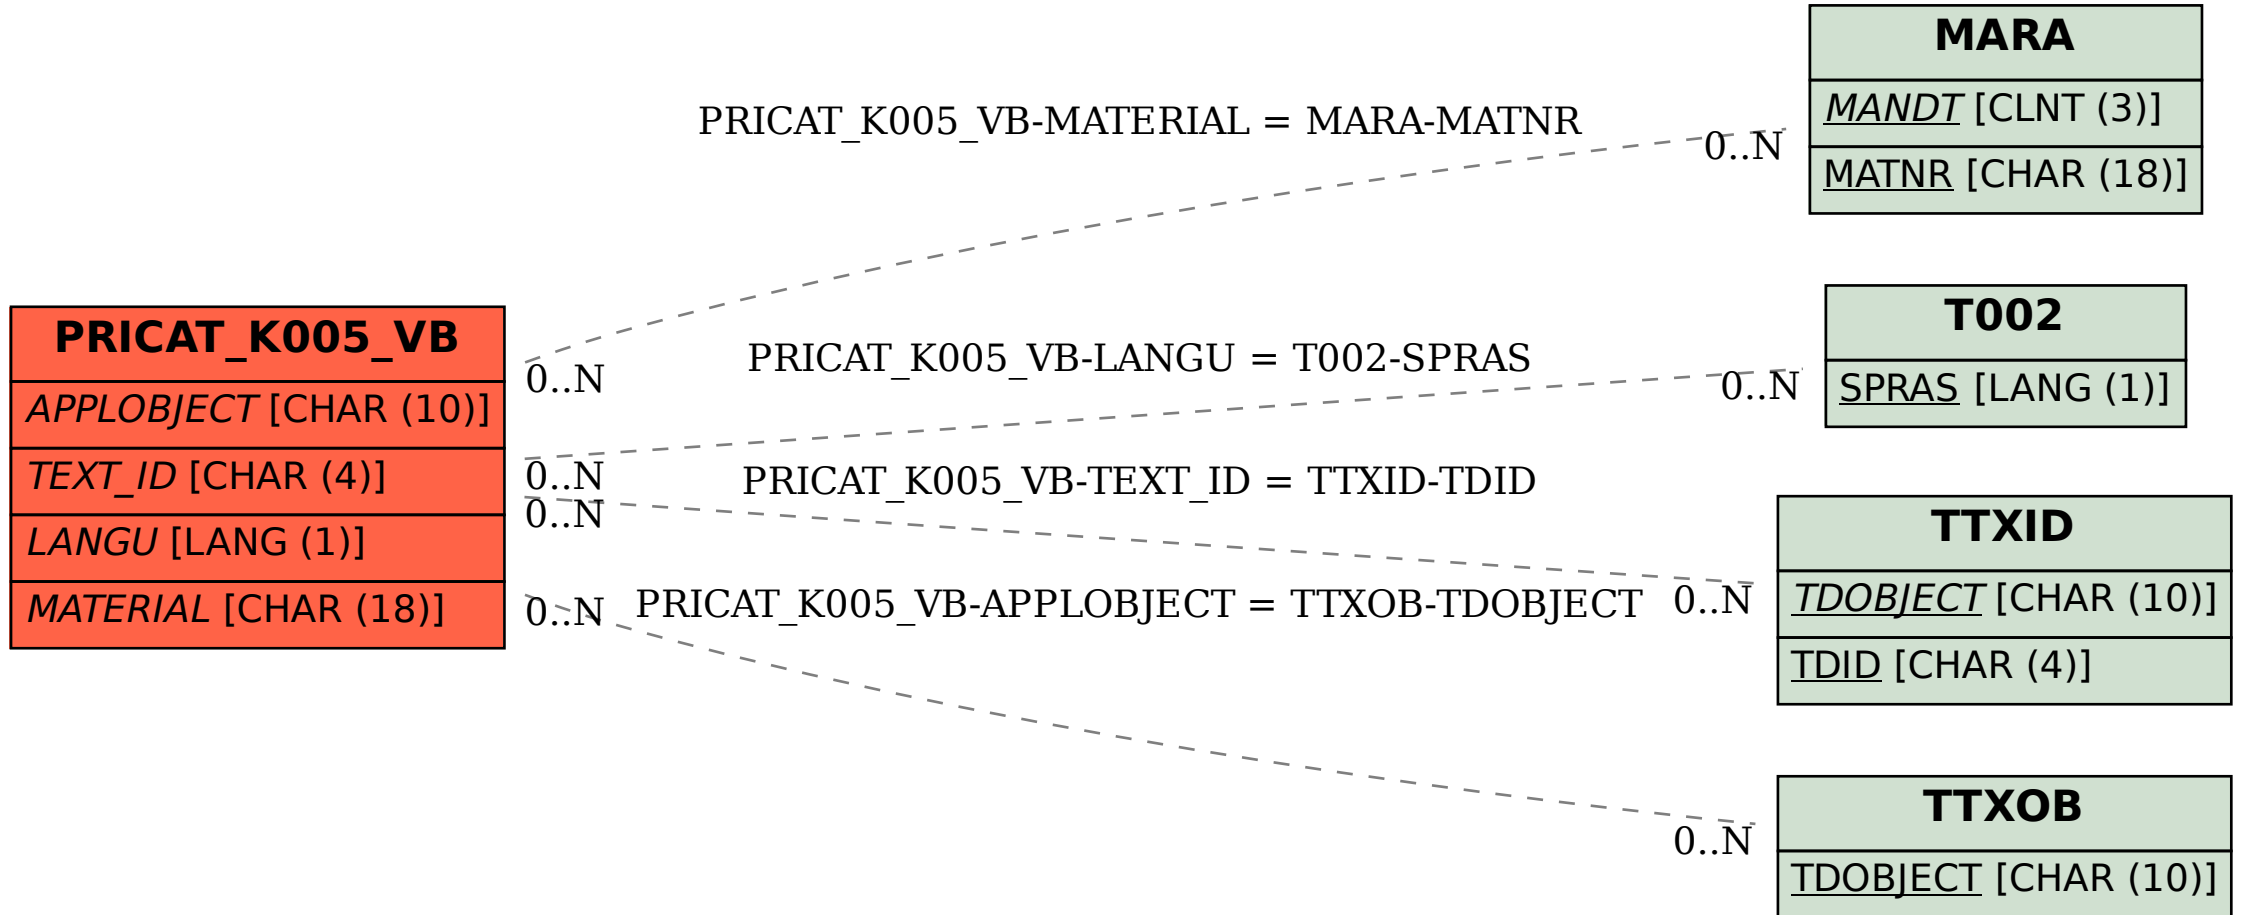 PRICAT_K005_VB
APPLOBJECT [CHAR (10)]
TEXT_ID [CHAR (4)]
LANGU [LANG (1)]
MATERIAL [CHAR (18)]
PRICAT_K005_VB-MATERIAL = MARA-MATNR
0..N
0..N
PRICAT_K005_VB-LANGU = T002-SPRAS
0..N
0..N
PRICAT_K005_VB-TEXT_ID = TTXID-TDID
0..N
0..N
PRICAT_K005_VB-APPLOBJECT = TTXOB-TDOBJECT
0..N
0..N
MARA
MANDT [CLNT (3)]
MATNR [CHAR (18)]
T002
SPRAS [LANG (1)]
TTXID
TDOBJECT [CHAR (10)]
TDID [CHAR (4)]
TTXOB
TDOBJECT [CHAR (10)]